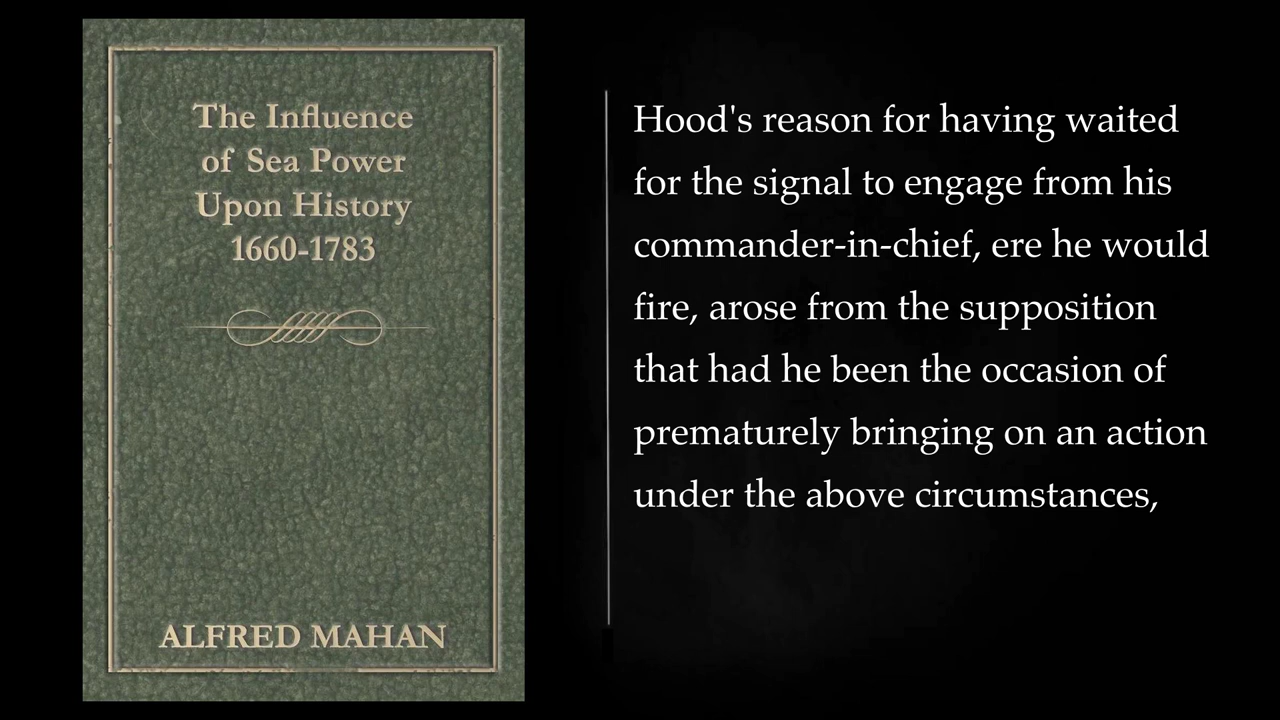 The Influence
of Sea Power
Upon History
1660-1783
ALFRED MAHAN
Hood's reason for having waited
for the signal to engage from his
commander-in-chief, ere he would
fire, arose from the supposition
that had he been the occasion of
prematurely bringing on an action
under the above circumstances,